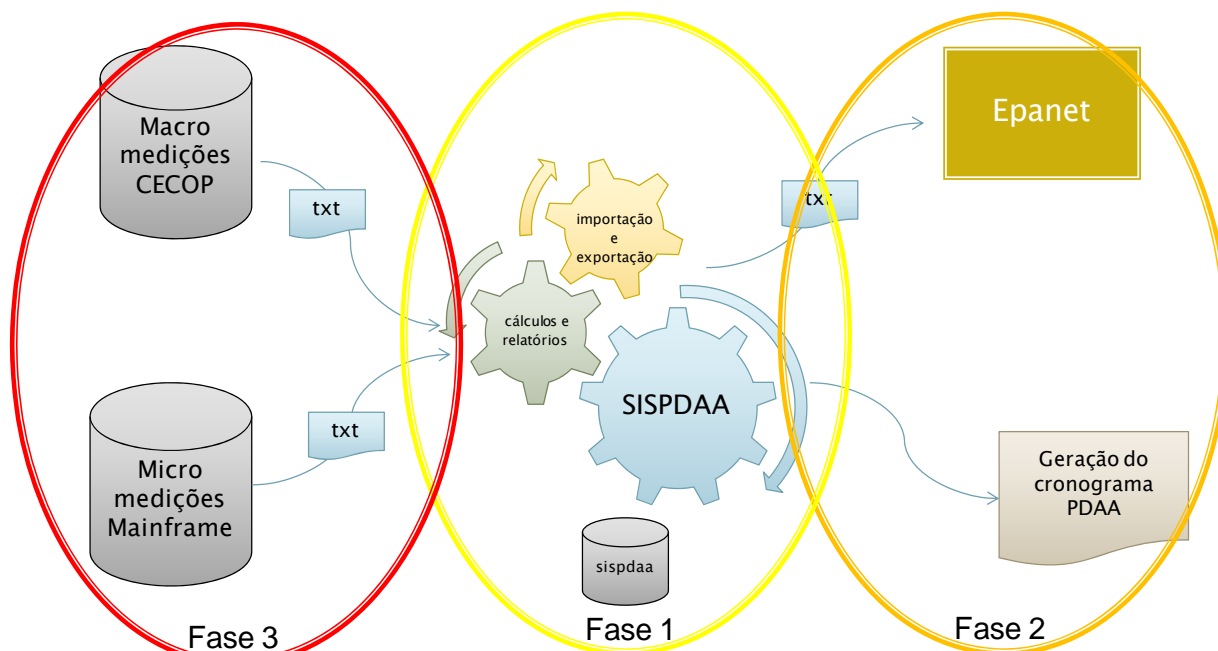 Macro
medições
CECOP
txt
Micro
medições
Mainframe
txt
Fase 3
importação
e
exportação
cálculos e
relatórios
SISPDAA
sispdaa
Fase 1
txt
Epanet
Geração do
cronograma
PDAA
Fase 2